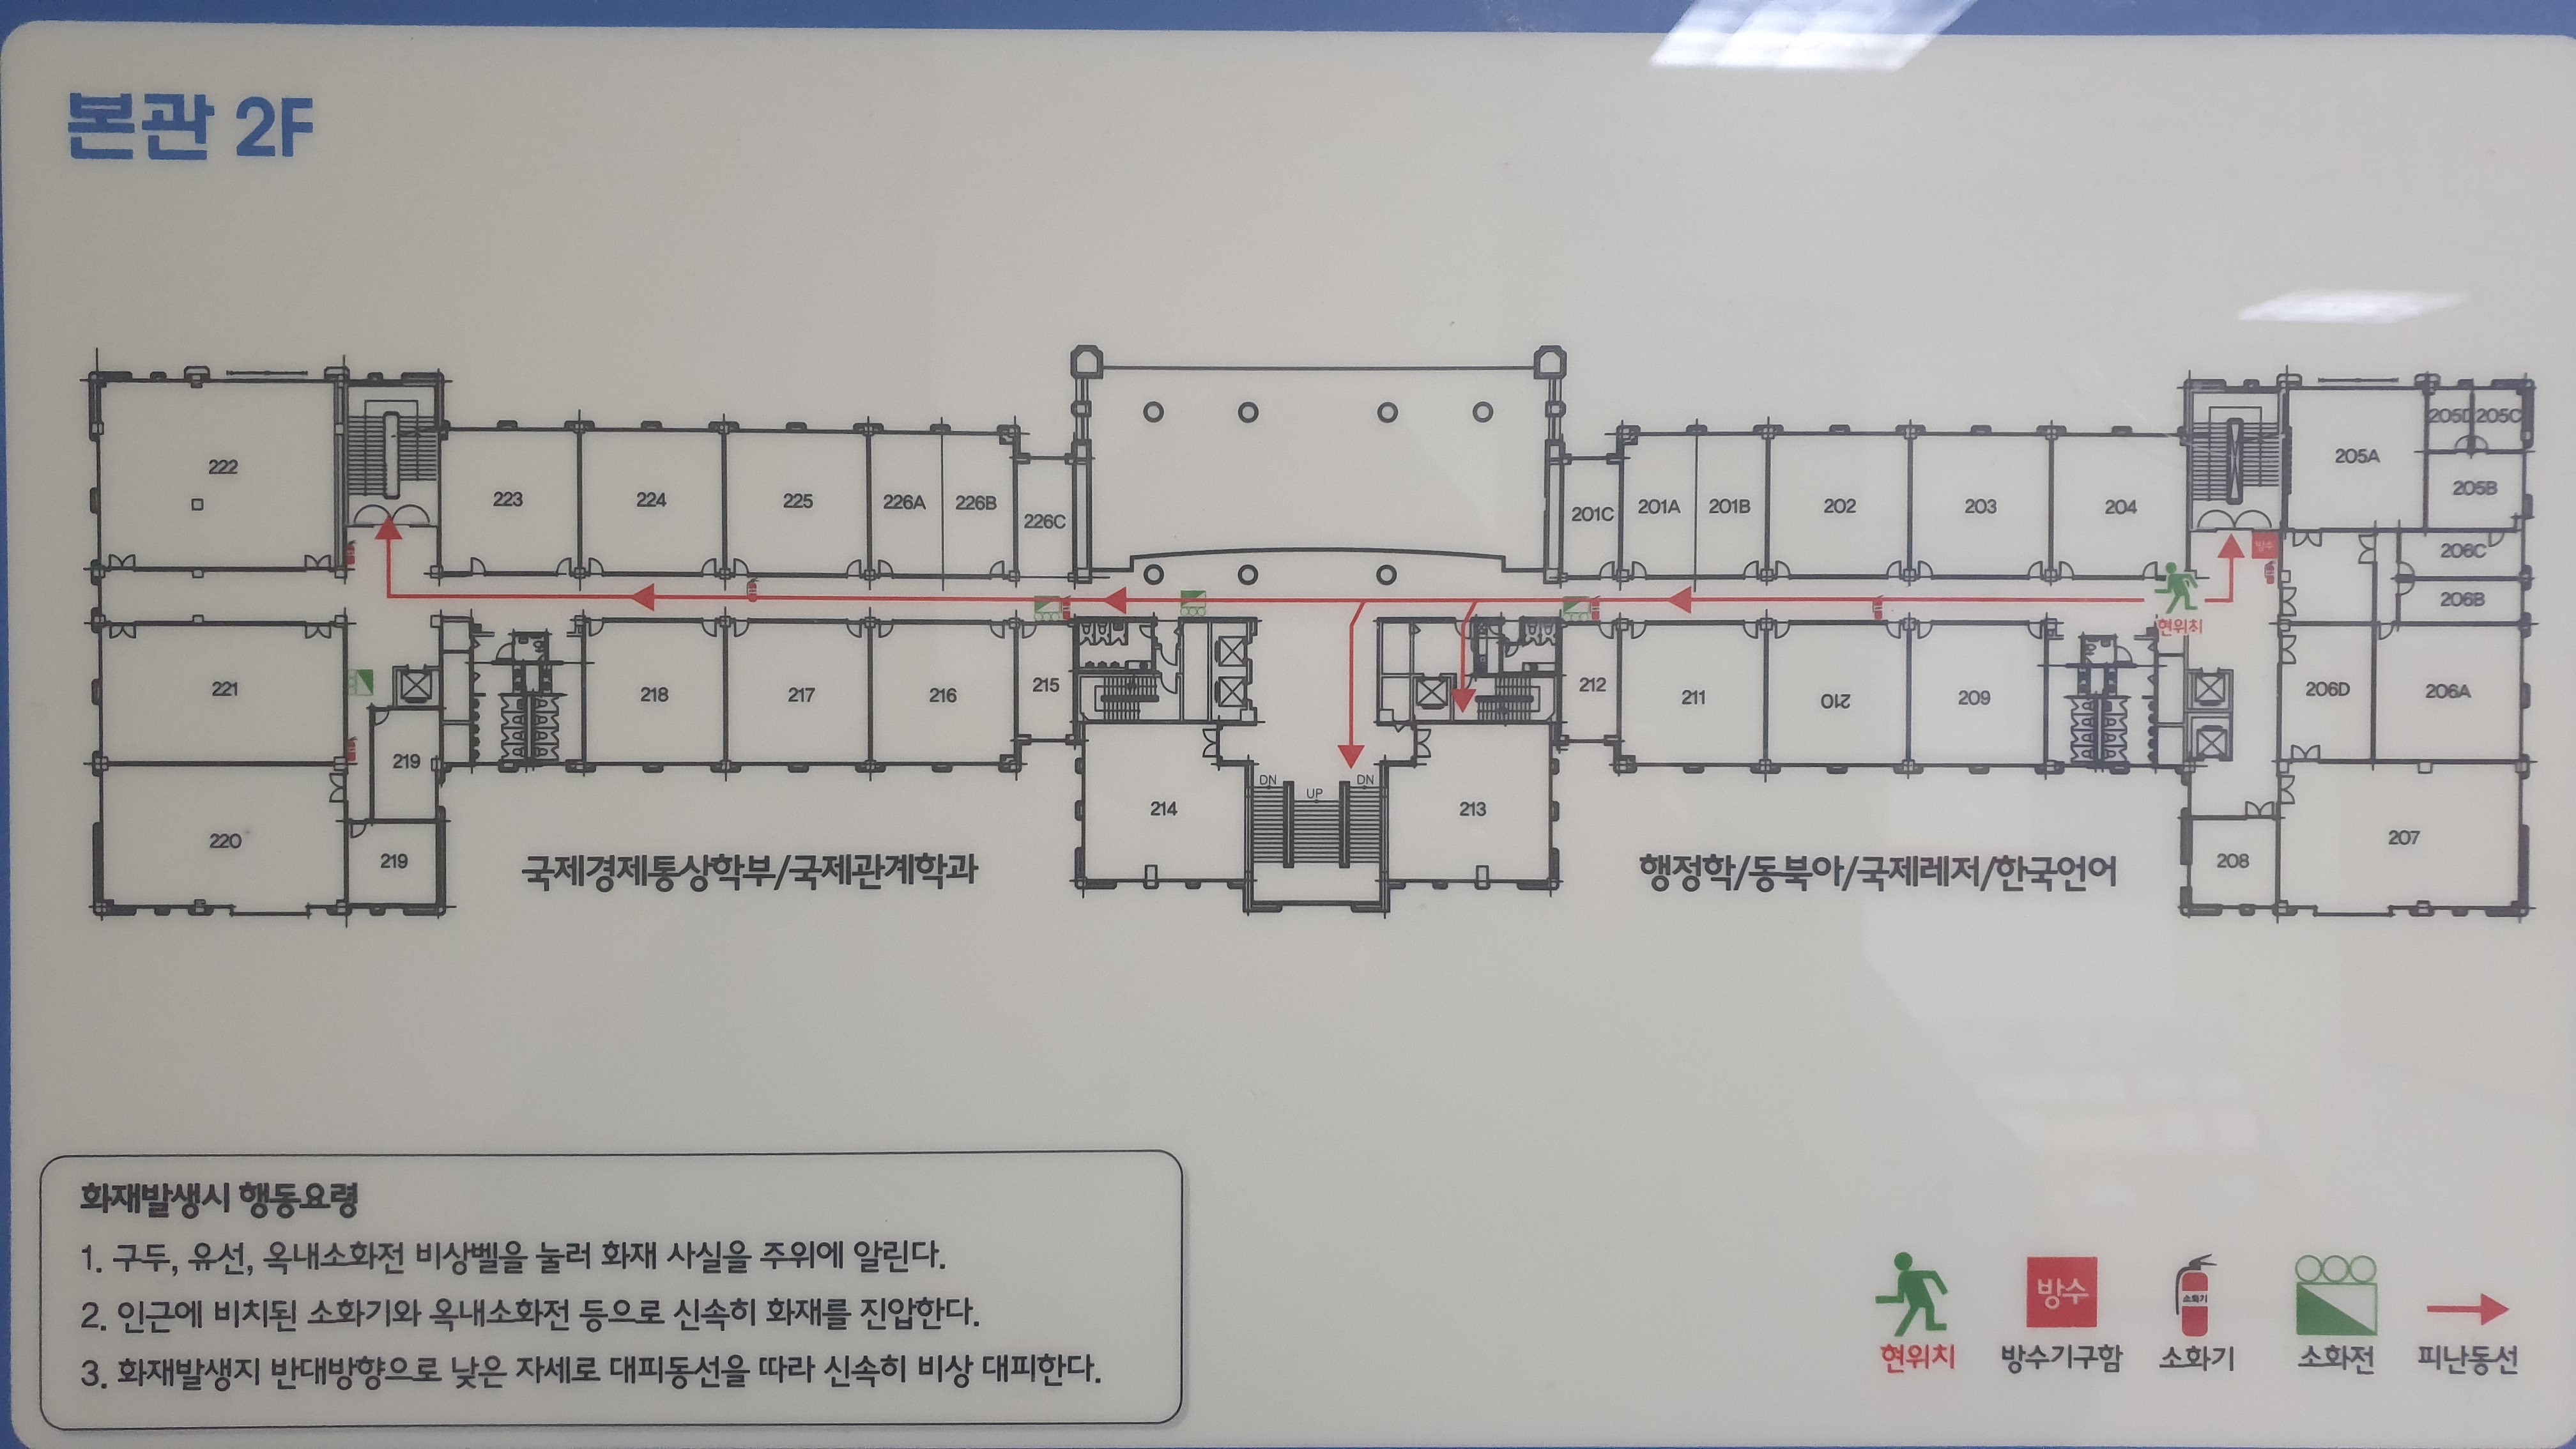 본관 2F
222
223
224
225
226A
226B
226C
201C
201A
201B
202
203
204
205A
205D
205C
205B
206C
206B
방수
현위치
221
219
218
217
216
215
212
211
210
209
206D
206A
220
219
214
DN
UP
DN
213
208
207
국제경제통상학부/국제관계학과
행정학/동북아/국제레저/한국언어
화재발생시 행동요령
1. 구두, 유선, 옥내소화전 비상벨을 눌러 화재 사실을 주위에 알린다.
2. 인근에 비치된 소화기와 옥내소화전 등으로 신속히 화재를 진압한다.
3. 화재발생지 반대방향으로 낮은 자세로 대피동선을 따라 신속히 비상 대피한다.
방수
소화기
현위치
방수기구함
소화기
소화전
피난동선